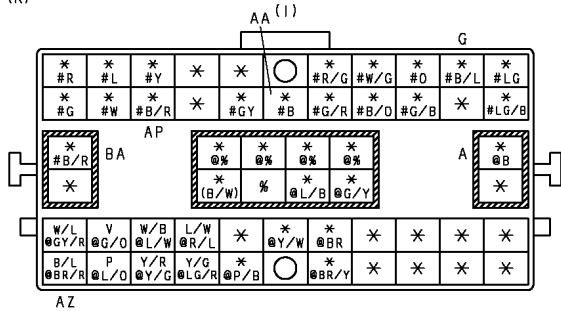 (R)
AA (I) G
* * * * * * * * * *
#R #L #Y #R/G #W/G #O #B/L #LG
* * * * * * * * * * *
#G #W #B/R #GY #B #G/R #B/O #G/B #LG/B
AP
* BA * * * * A *
#B/R @% @% @% @% @B
* * % * * *
(B/W) @L/B @G/Y
W/L V W/B L/W * * * * * * *
@GY/R @G/O @L/W @R/L @Y/W @BR
B/L P Y/R Y/G * * * * * *
@BR/R @L/O @Y/G @LG/R @P/B @BR/Y
AZ